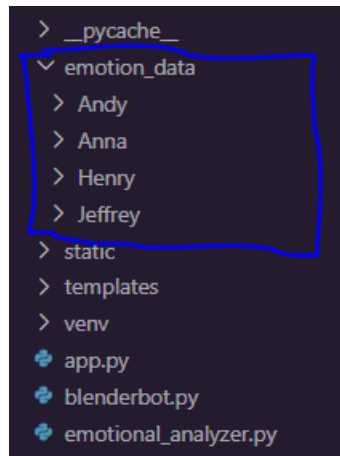 __pycache__
emotion_data
Andy
Anna
Henry
Jeffrey
static
templates
venv
app.py
blenderbot.py
emotional_analyzer.py